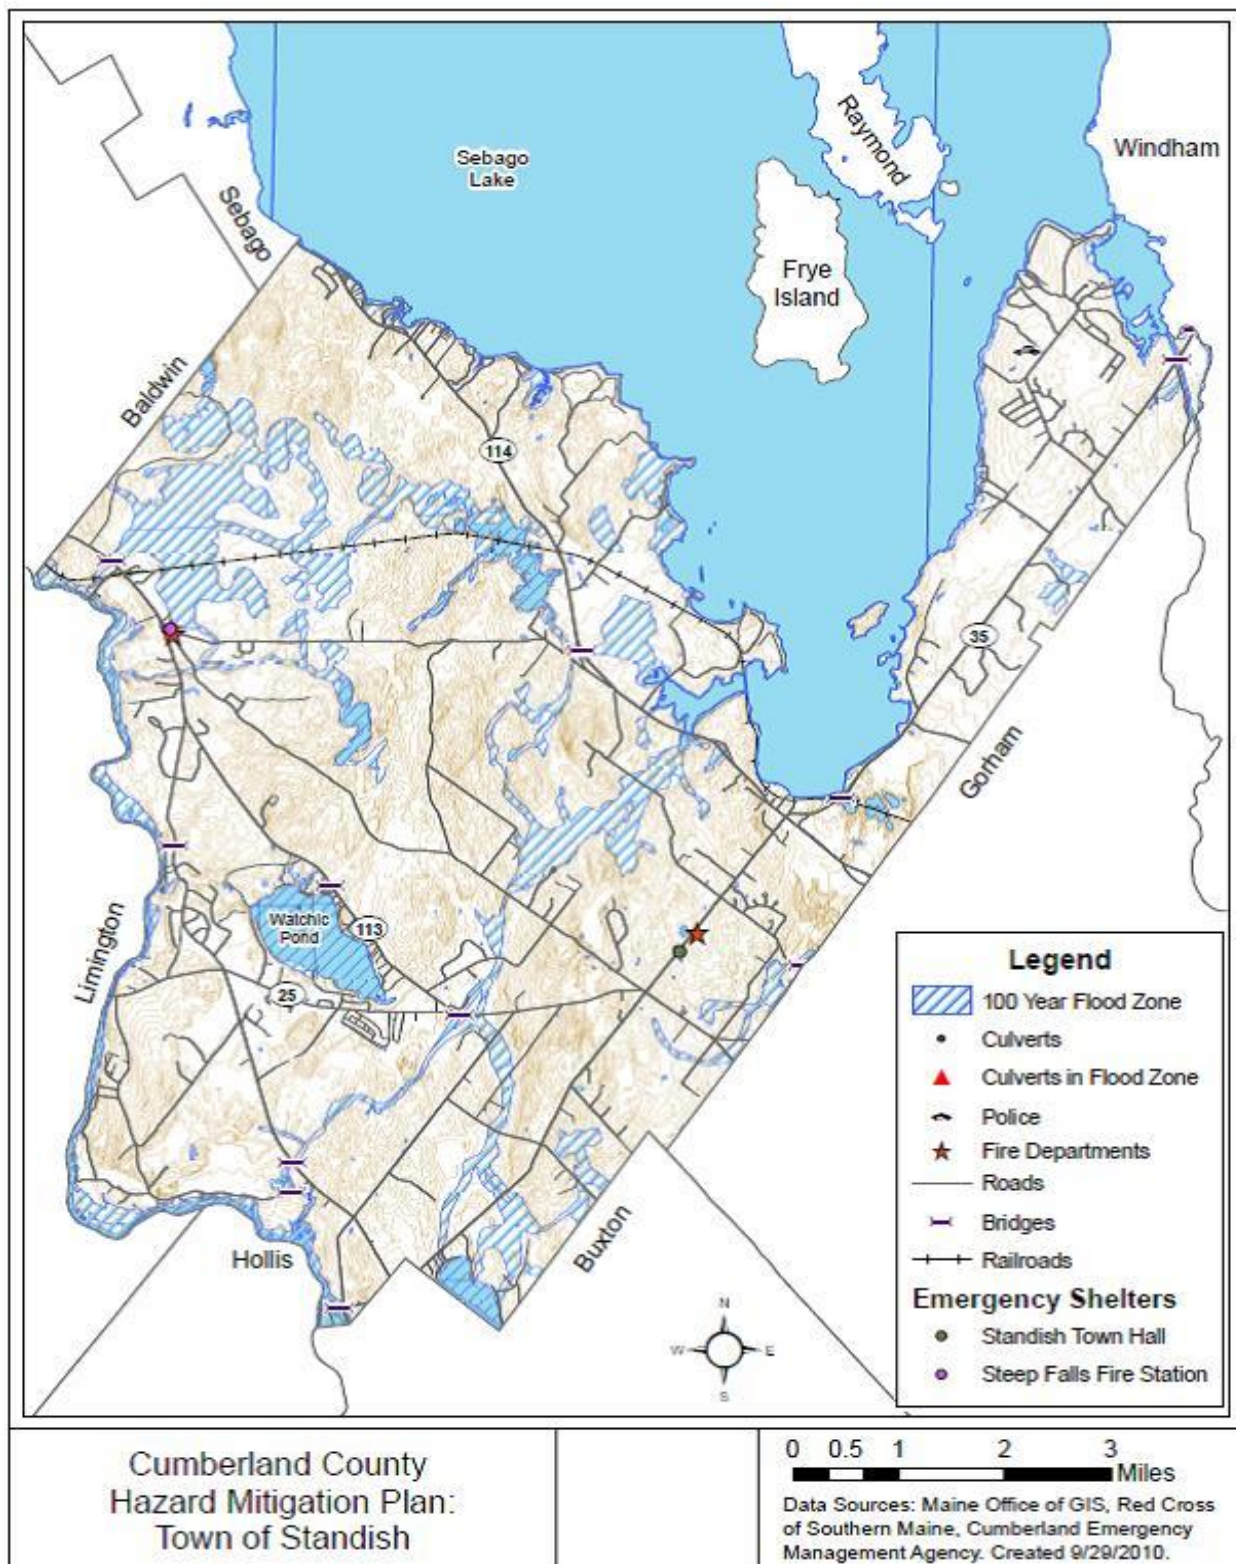 Sebago
Lake
Raymond
Windham
Sebago
Frye
Island
Baldwin
114
35
Gorham
Limington
Watchic
Pond
113
25
Hollis
Buxton
N
W
E
S
Legend
100 Year Flood Zone
Culverts
Culverts in Flood Zone
Police
Fire Departments
Roads
Bridges
Railroads
Emergency Shelters
Standish Town Hall
Steep Falls Fire Station
Cumberland County
Hazard Mitigation Plan:
Town of Standish
0 0.5 1 2 3
Miles
Data Sources: Maine Office of GIS, Red Cross
of Southern Maine, Cumberland Emergency
Management Agency. Created 9/29/2010.